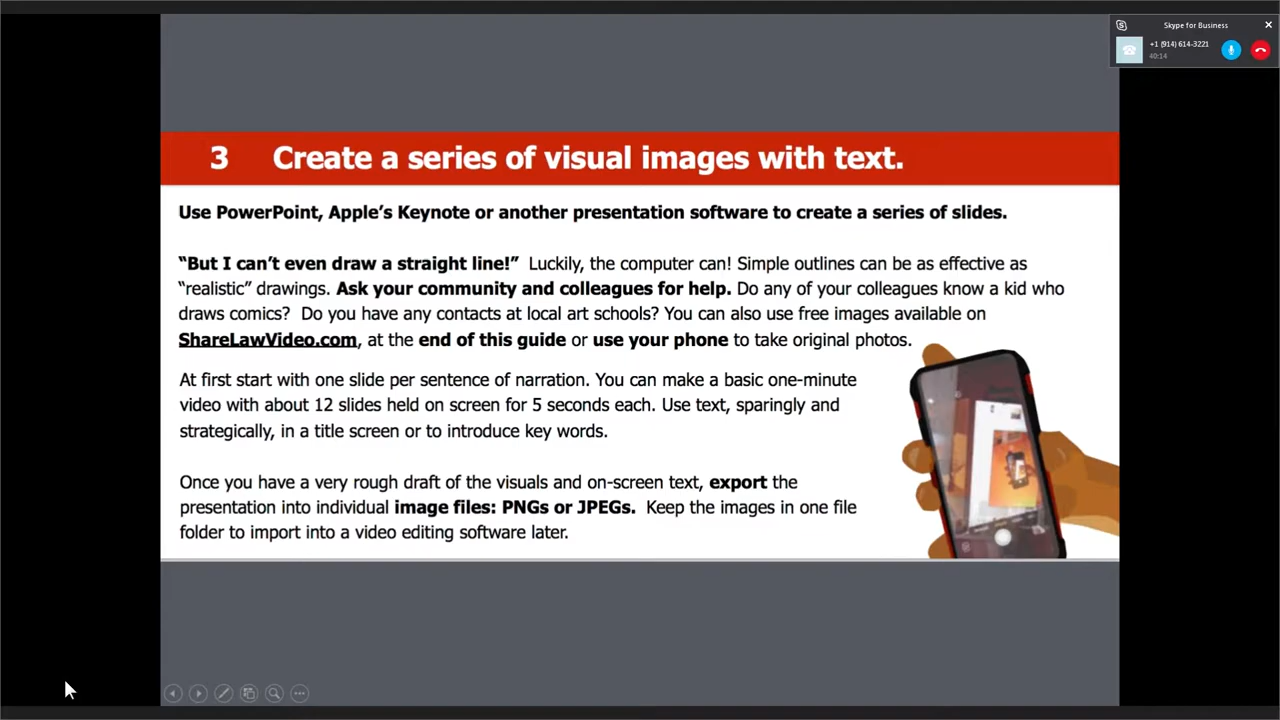 Skype for Business
+1 (914) 614-3221
40:14
3 Create a series of visual images with text.
Use PowerPoint, Apple’s Keynote or another presentation software to create a series of slides.
“But I can’t even draw a straight line!” Luckily, the computer can! Simple outlines can be as effective as
“realistic” drawings. Ask your community and colleagues for help. Do any of your colleagues know a kid who
draws comics? Do you have any contacts at local art schools? You can also use free images available on
ShareLawVideo.com, at the end of this guide or use your phone to take original photos.
At first start with one slide per sentence of narration. You can make a basic one-minute
video with about 12 slides held on screen for 5 seconds each. Use text, sparingly and
strategically, in a title screen or to introduce key words.
Once you have a very rough draft of the visuals and on-screen text, export the
presentation into individual image files: PNGs or JPEGs. Keep the images in one file
folder to import into a video editing software later.